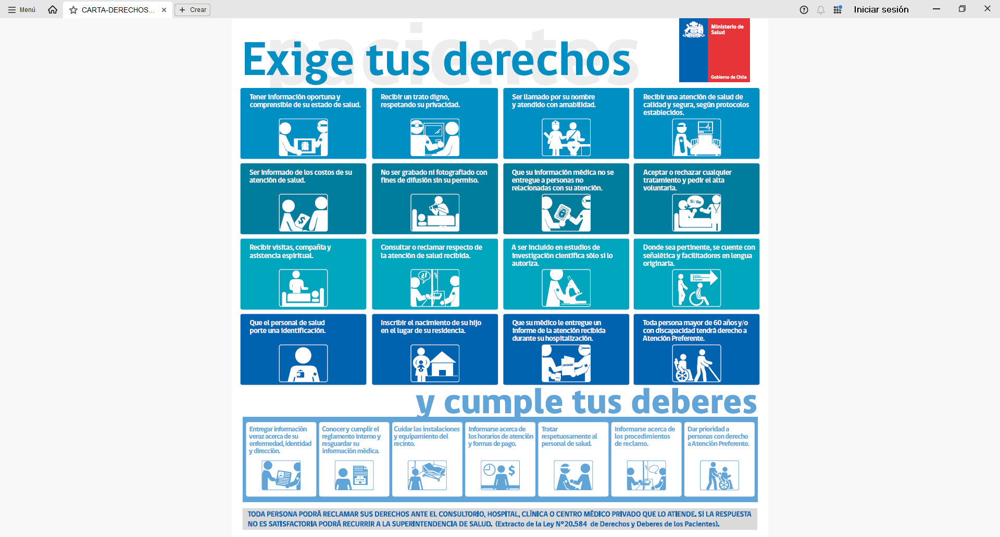 Menú
CARTA-DERECHOS...
Crear
Iniciar sesión
pacientes
Exige tus derechos
Ministerio de
Salud
Gobierno de Chile
Tener información oportuna y
comprensible de su estado de salud.
Recibir un trato digno,
respetando su privacidad.
Ser llamado por su nombre
y atendido con amabilidad.
Recibir una atención de salud de
calidad y segura, según protocolos
establecidos.
Ser informado de los costos de su
atención de salud.
$
No ser grabado ni fotografiado con
fines de difusión sin su permiso.
Que su información médica no se
entregue a personas no
relacionadas con su atención.
Aceptar o rechazar cualquier
tratamiento y pedir el alta
voluntaria.
Si / No
Recibir visitas, compañía y
asistencia espiritual.
Consultar o reclamar respecto de
la atención de salud recibida.
¿!
A ser incluido en estudios de
investigación científica sólo si lo
autoriza.
Donde sea pertinente, se cuente con
señalética y facilitadores en lengua
originaria.
Salida
Tripawe
Que el personal de salud
porte una identificación.
Inscribir el nacimiento de su hijo
en el lugar de su residencia.
Que su médico le entregue un
informe de la atención recibida
durante su hospitalización.
INFORME
Toda persona mayor de 60 años y/o
con discapacidad tendrá derecho a
Atención Preferente.
y cumple tus deberes
Entregar información
veraz acerca de su
enfermedad, identidad
y dirección.
Conocer y cumplir el
reglamento interno y
resguardar su
información médica.
Cuidar las instalaciones
y equipamiento del
recinto.
Informarse acerca de
los horarios de atención
y formas de pago.
$
Tratar
respetuosamente al
personal de salud.
Informarse acerca de
los procedimientos
de reclamo.
Dar prioridad a
personas con derecho
a Atención Preferente.
TODA PERSONA PODRÁ RECLAMAR SUS DERECHOS ANTE EL CONSULTORIO, HOSPITAL, CLÍNICA O CENTRO MÉDICO PRIVADO QUE LO ATIENDE. SI LA RESPUESTA
NO ES SATISFACTORIA PODRÁ RECURRIR A LA SUPERINTENDENCIA DE SALUD. (Extracto de la Ley N°20.584 de Derechos y Deberes de los Pacientes).